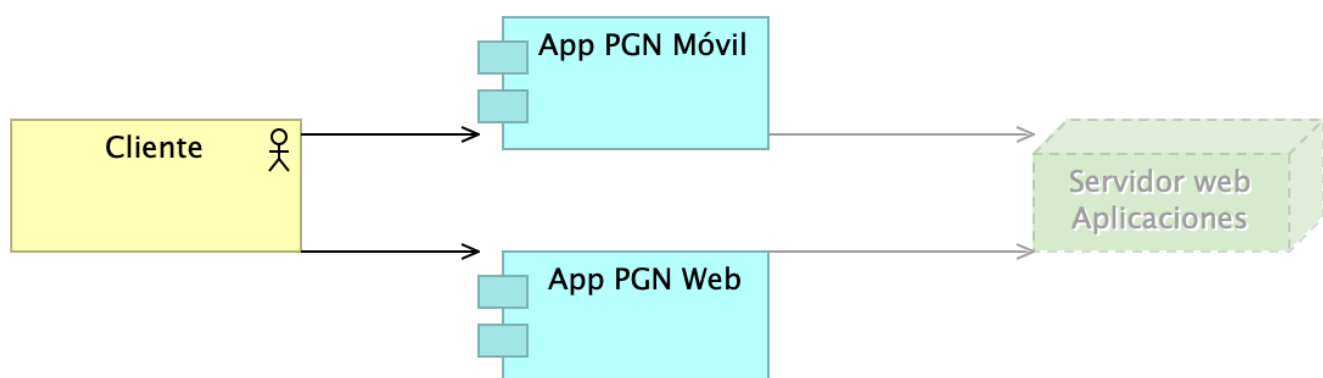 App PGN Móvil
Cliente
Servidor web
Aplicaciones
App PGN Web